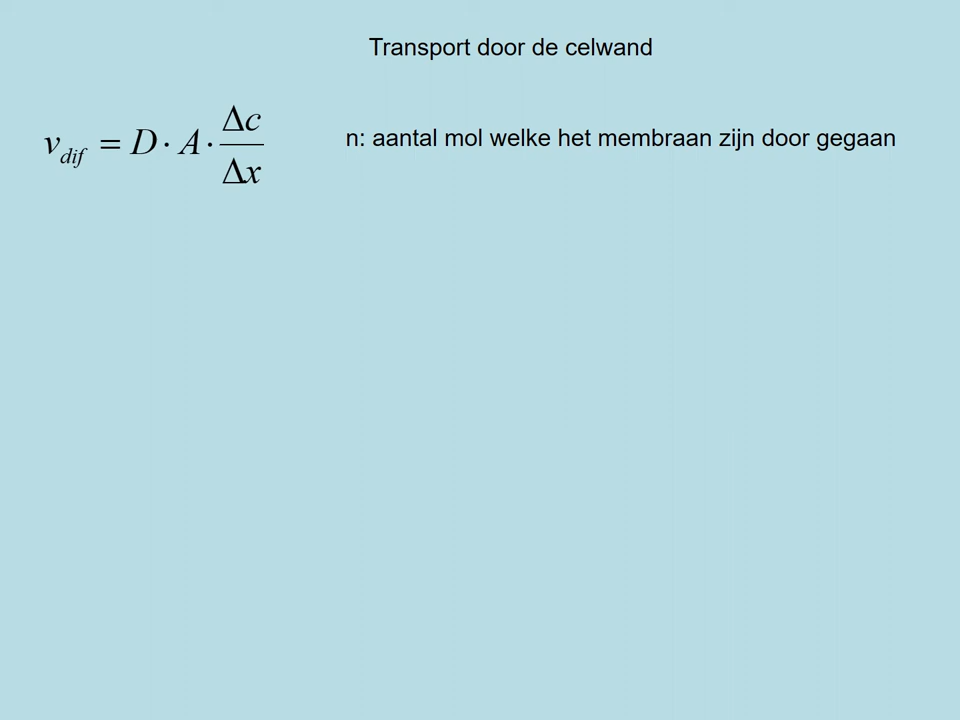 Transport door de celwand
v_dif = D · A · Δc/Δx
n: aantal mol welke het membraan zijn door gegaan